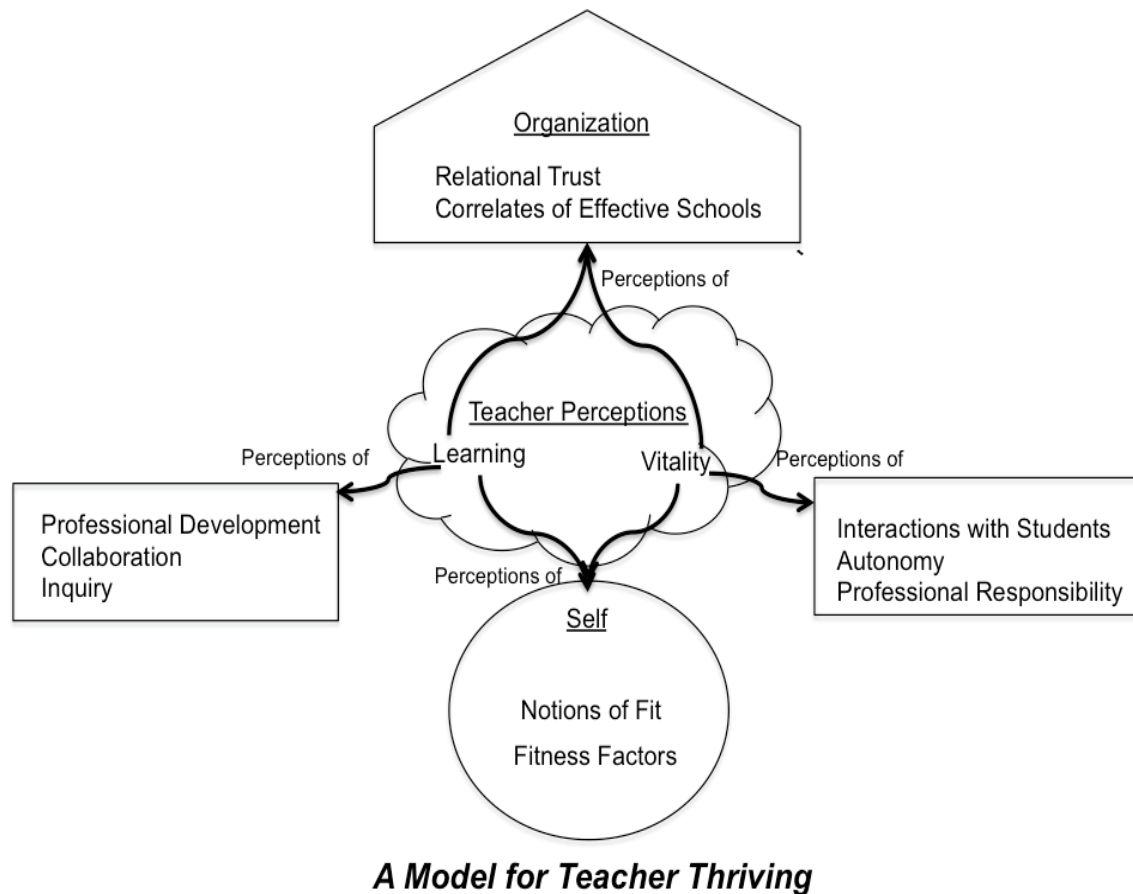 Organization
Relational Trust
Correlates of Effective Schools
Perceptions of
Teacher Perceptions
Learning
Vitality
Perceptions of
Perceptions of
Professional Development
Collaboration
Inquiry
Interactions with Students
Autonomy
Professional Responsibility
Perceptions of
Self
Notions of Fit
Fitness Factors
A Model for Teacher Thriving